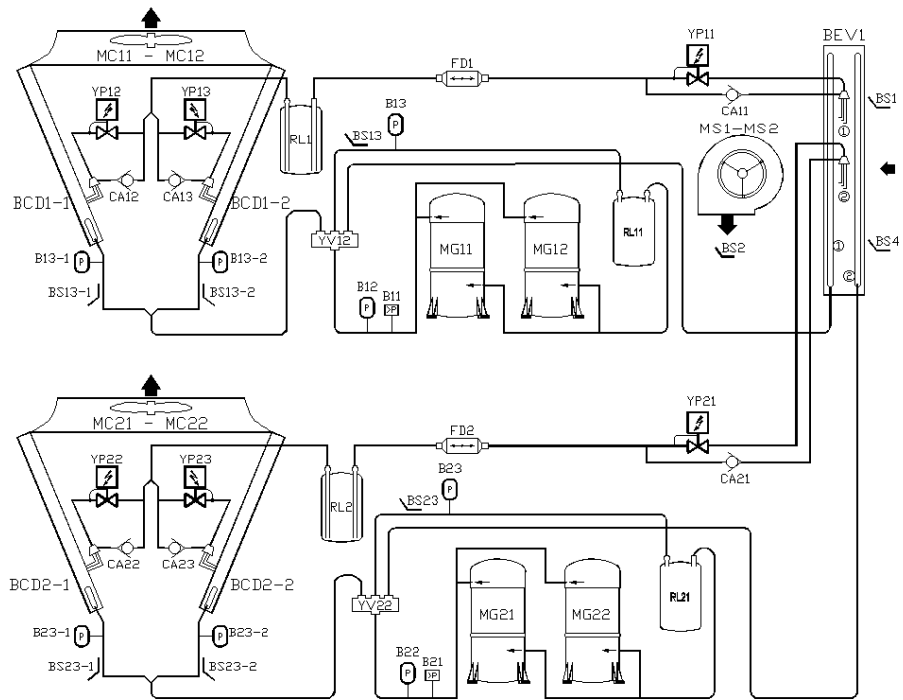 MC11 - MC12
YP12
YP13
CA12
CA13
BCD1-1
BCD1-2
B13-1
P
P
B13-2
BS13-1
BS13-2
RL1
FD1
B13
P
BS13
YV12
B12
P
B11
>P
MG11
MG12
RL11
YP11
CA11
MS1-MS2
BS2
BEV1
BS1
BS4
1
2
1
2
MC21 - MC22
YP22
YP23
CA22
CA23
BCD2-1
BCD2-2
B23-1
P
P
B23-2
BS23-1
BS23-2
RL2
FD2
B23
P
BS23
YV22
B22
P
B21
>P
MG21
MG22
RL21
YP21
CA21